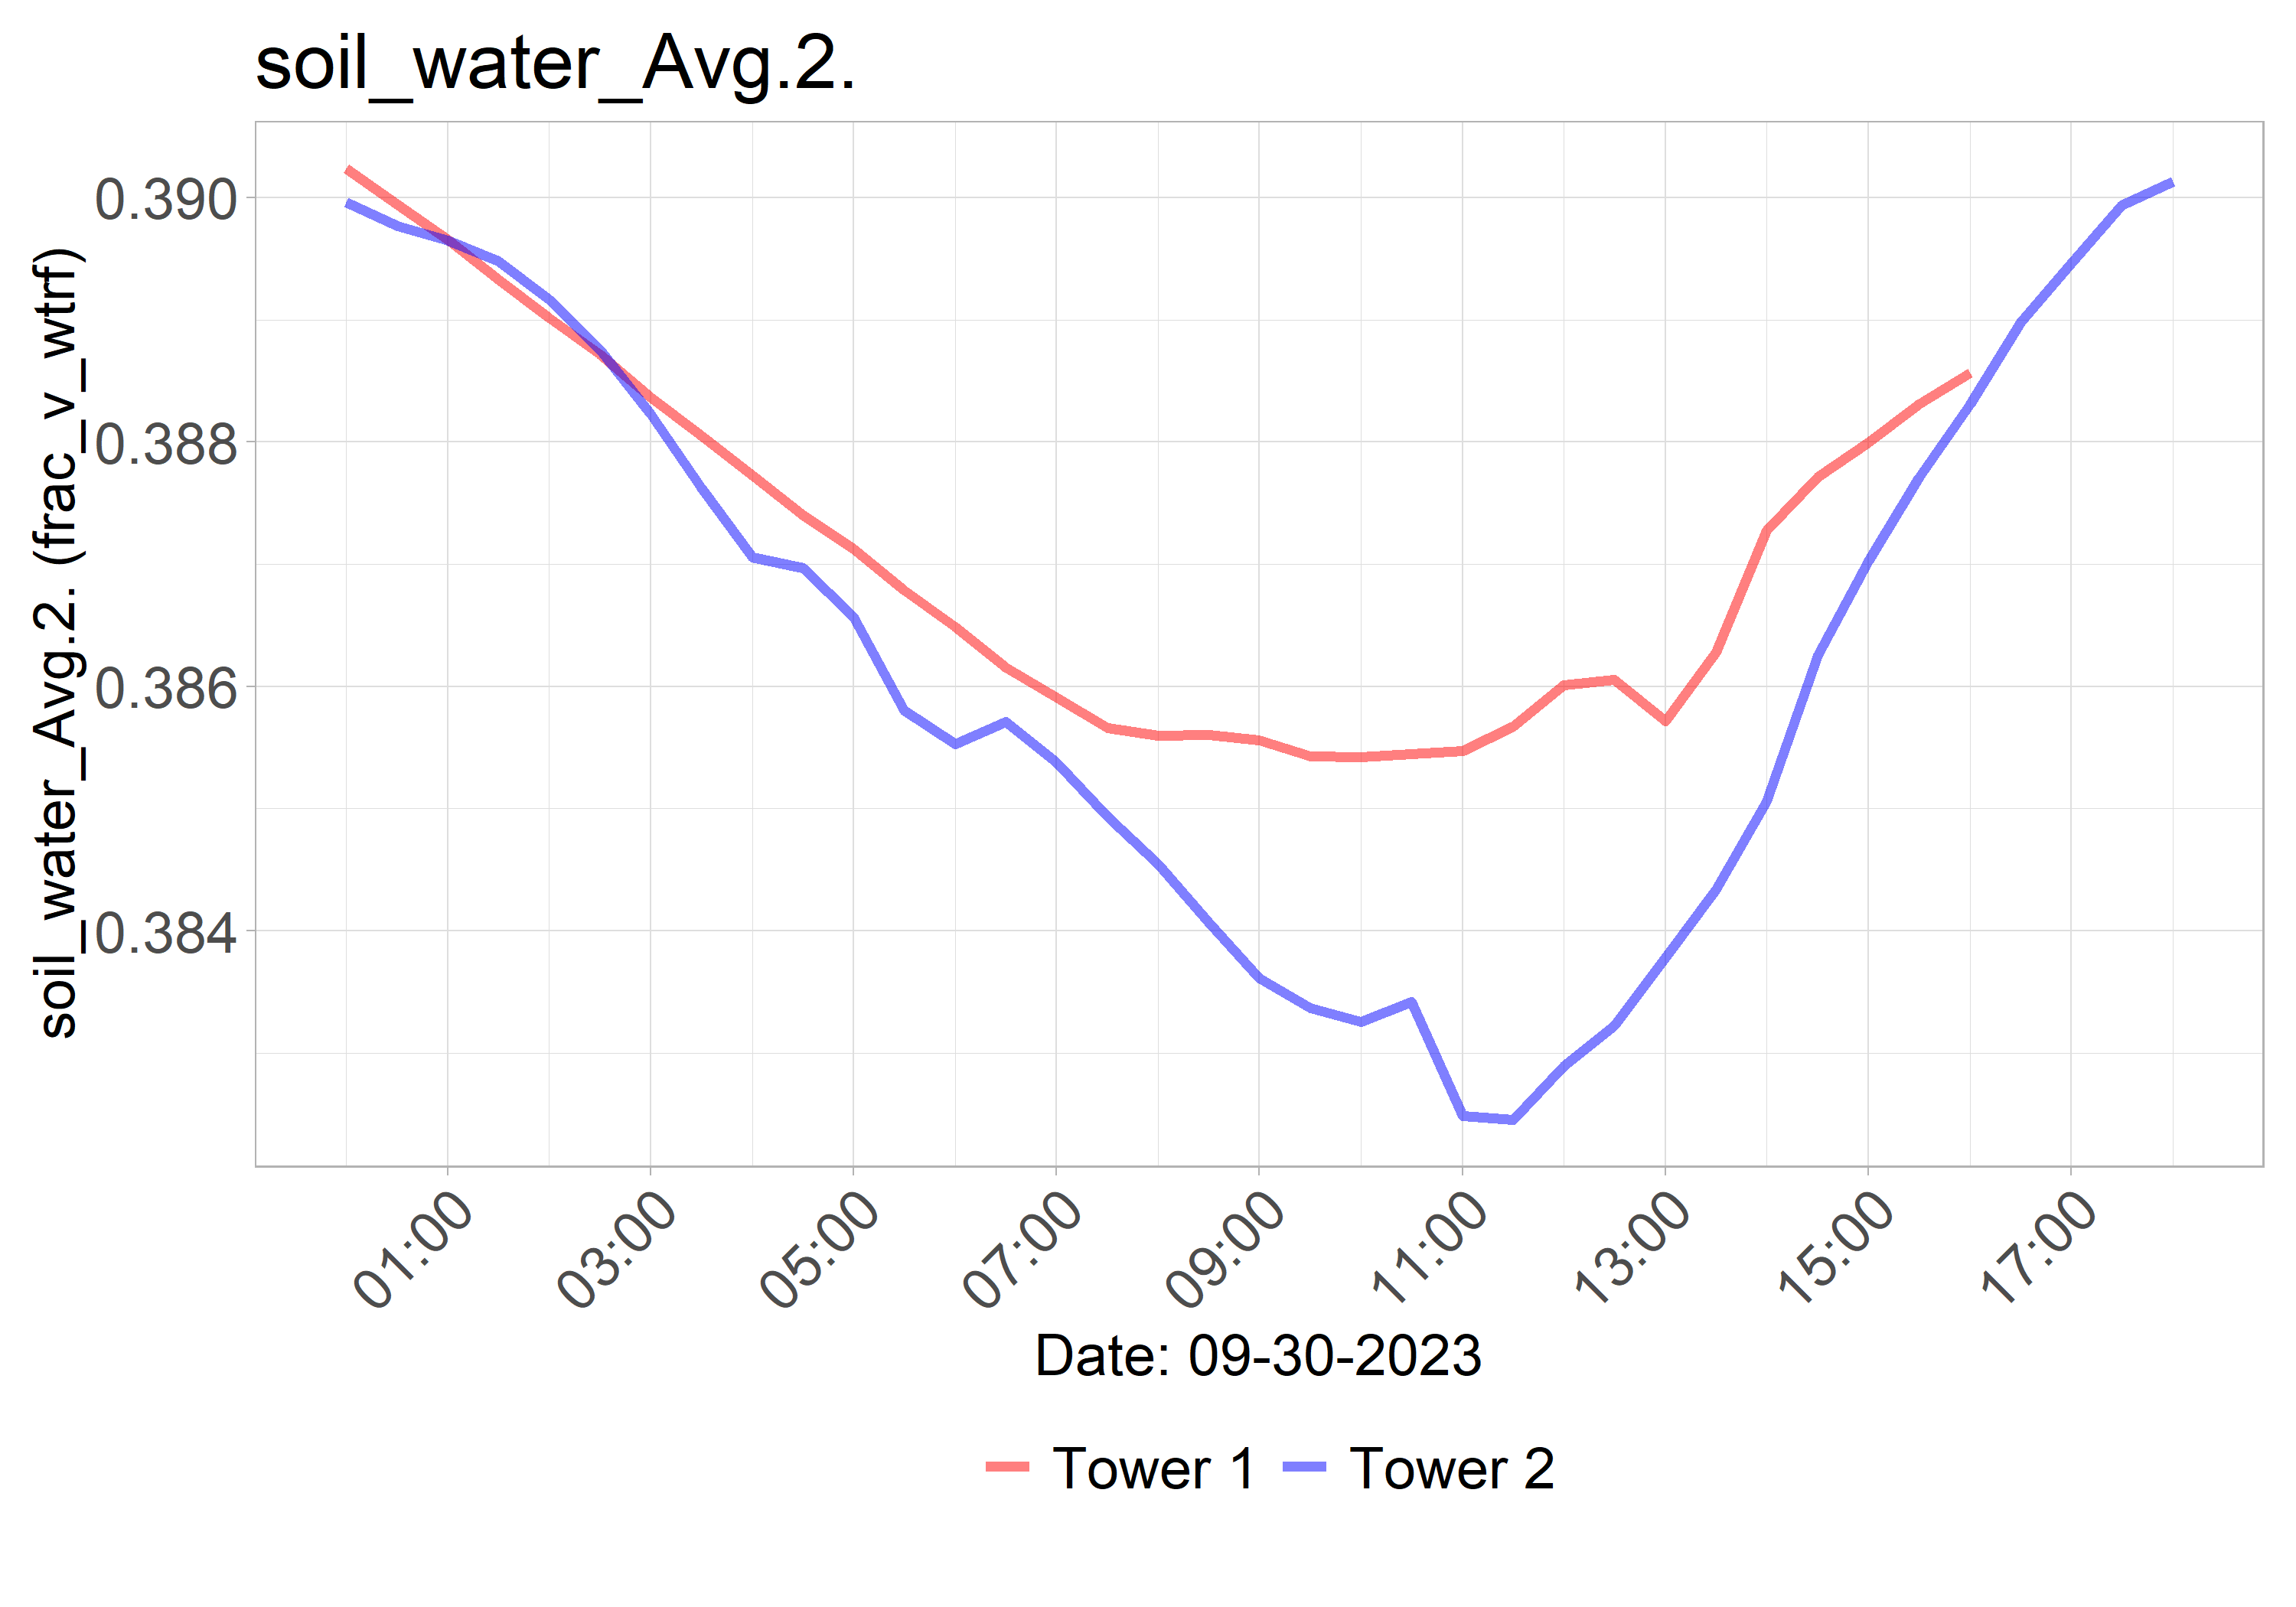 soil_water_Avg.2.
soil_water_Avg.2. (frac_v_wtrf)
0.390
0.388
0.386
0.384
01:00
03:00
05:00
07:00
09:00
11:00
13:00
15:00
17:00
Date: 09-30-2023
Tower 1
Tower 2